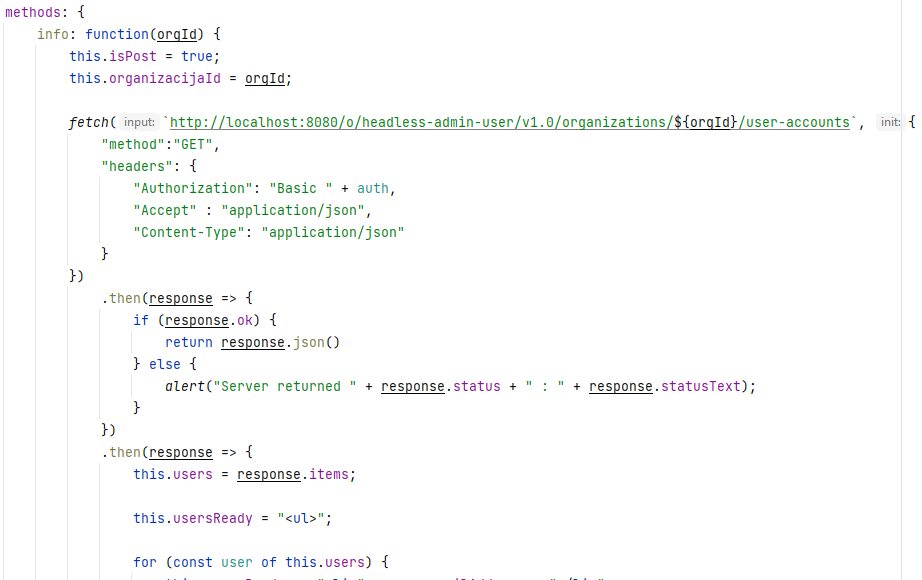 methods: {
info: function(orgId) {
this.isPost = true;
this.organizacijaId = orgId;
fetch( input: `http://localhost:8080/o/headless-admin-user/v1.0/organizations/${orgId}/user-accounts`, init: {
"method":"GET",
"headers": {
"Authorization": "Basic " + auth,
"Accept" : "application/json",
"Content-Type": "application/json"
}
})
.then(response => {
if (response.ok) {
return response.json()
} else {
alert("Server returned " + response.status + " : " + response.statusText);
}
})
.then(response => {
this.users = response.items;
this.usersReady = "<ul>";
for (const user of this.users) {